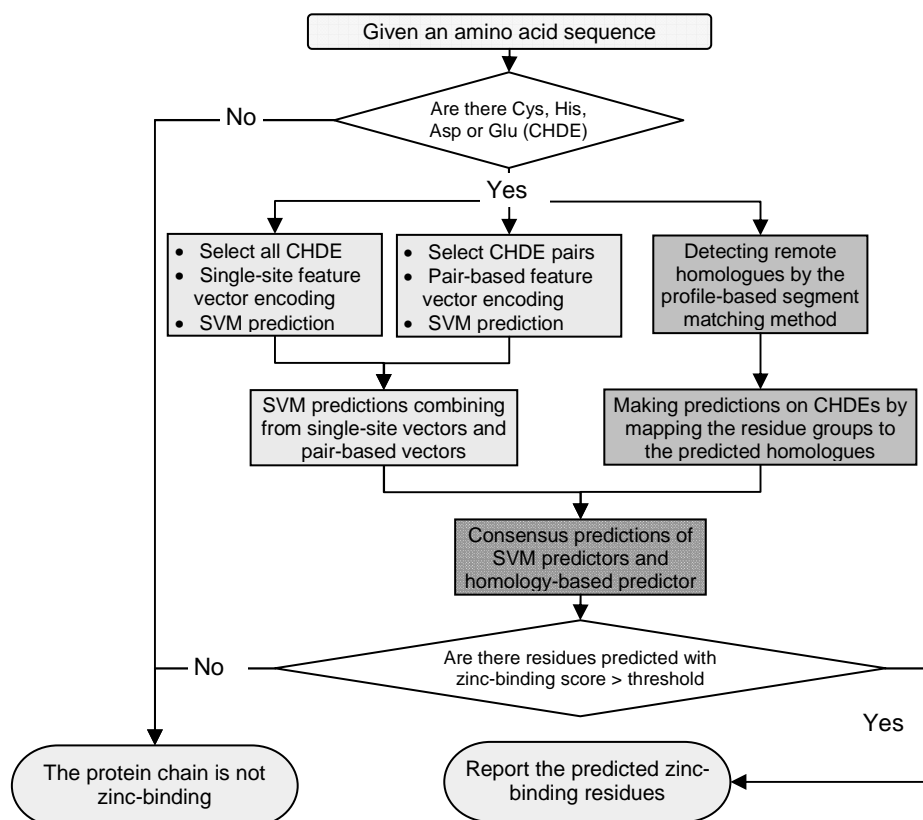 Given an amino acid sequence
Are there Cys, His,
Asp or Glu (CHDE)
No
Yes
• Select all CHDE
• Single-site feature
vector encoding
• SVM prediction
• Select CHDE pairs
• Pair-based feature
vector encoding
• SVM prediction
Detecting remote
homologues by the
profile-based segment
matching method
SVM predictions combining
from single-site vectors and
pair-based vectors
Making predictions on CHDEs by
mapping the residue groups to
the predicted homologues
Consensus predictions of
SVM predictors and
homology-based predictor
Are there residues predicted with
zinc-binding score > threshold
No
Yes
The protein chain is not
zinc-binding
Report the predicted zinc-
binding residues